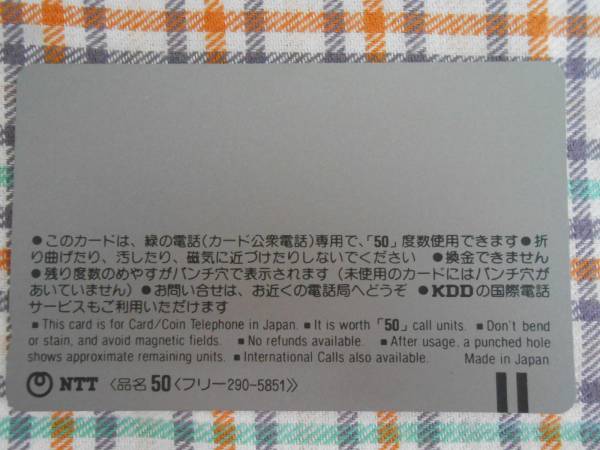 ●このカードは、緑の電話(カード公衆電話)専用で、「50」度数使用できます●折
り曲げたり、汚したり、磁気に近づけたりしないでください ●換金できません
●残り度数のめやすがパンチ穴で表示されます(未使用のカードにはパンチ穴が
あいていません)●お問い合せは、お近くの電話局へどうぞ ●KDDの国際電話
サービスもご利用いただけます
■This card is for Card/Coin Telephone in Japan. ■It is worth「50」call units. ■Don't bend
or stain, and avoid magnetic fields. ■No refunds available. ■After usage. a punched hole
shows approximate remaining units. ■International Calls also available. Made in Japan
NTT 〈品名 50〈フリー290-5851》